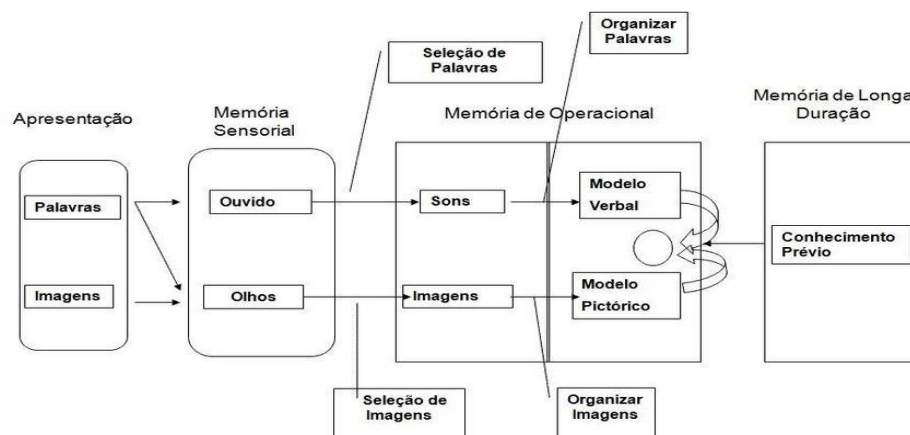 Organizar
Palavras
Seleção de
Palavras
Apresentação
Memória
Sensorial
Memória de Operacional
Memória de Longa
Duração
Palavras
Ouvido
Sons
Modelo
Verbal
Conhecimento
Prévio
Imagens
Olhos
Imagens
Modelo
Pictórico
Seleção de
Imagens
Organizar
Imagens